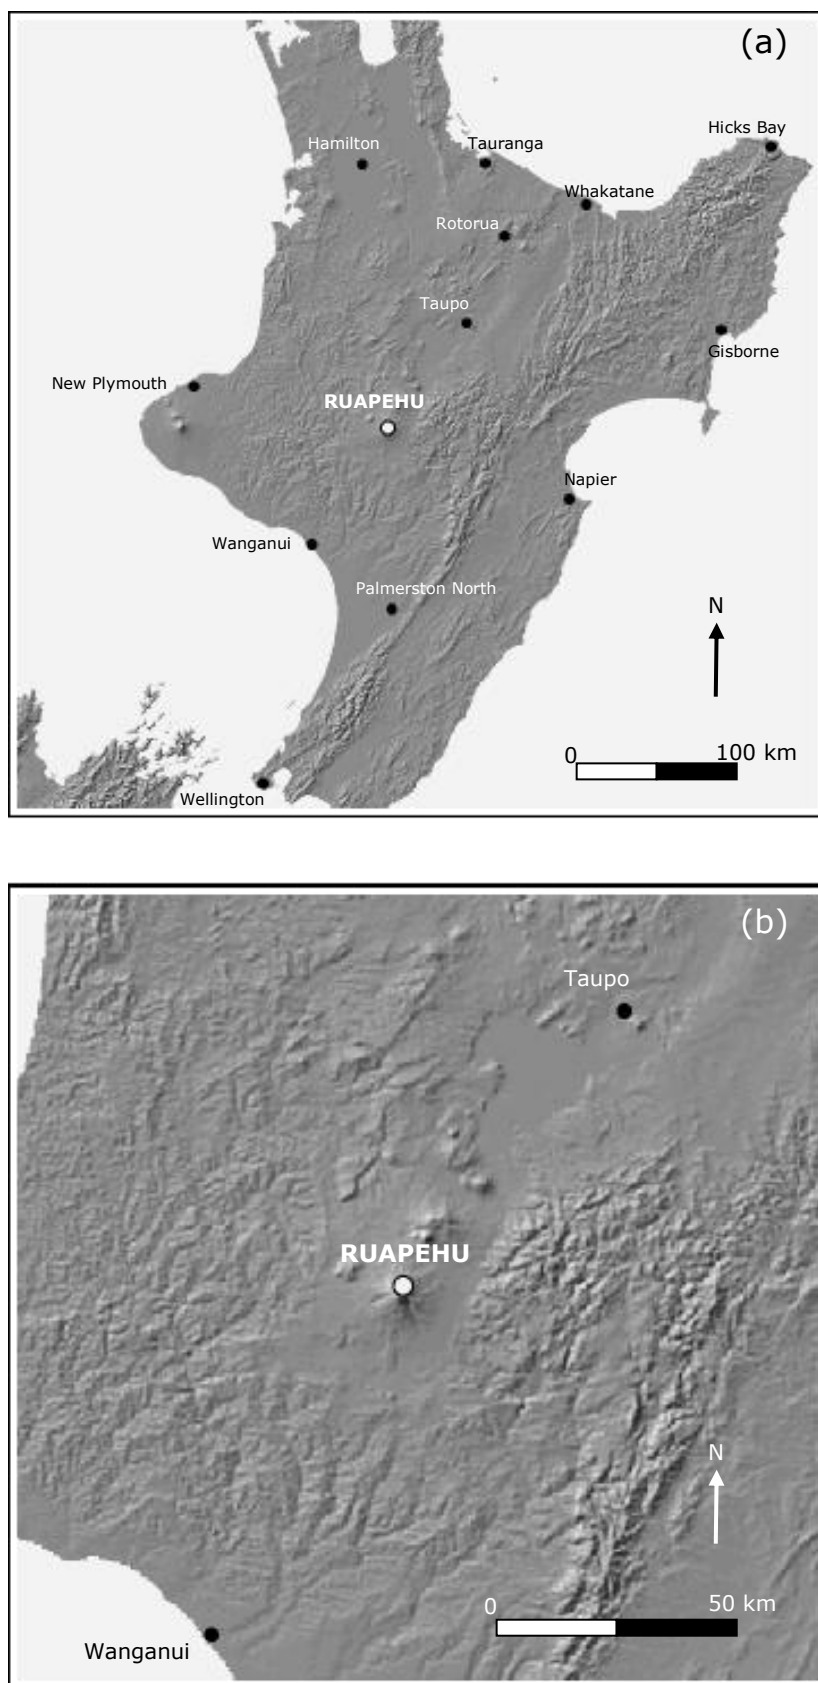 (a)
Hicks Bay
Hamilton
Tauranga
Whakatane
Rotorua
Taupo
Gisborne
New Plymouth
RUAPEHU
Napier
Wanganui
Palmerston North
N
0
100 km
Wellington
(b)
Taupo
RUAPEHU
N
0
50 km
Wanganui